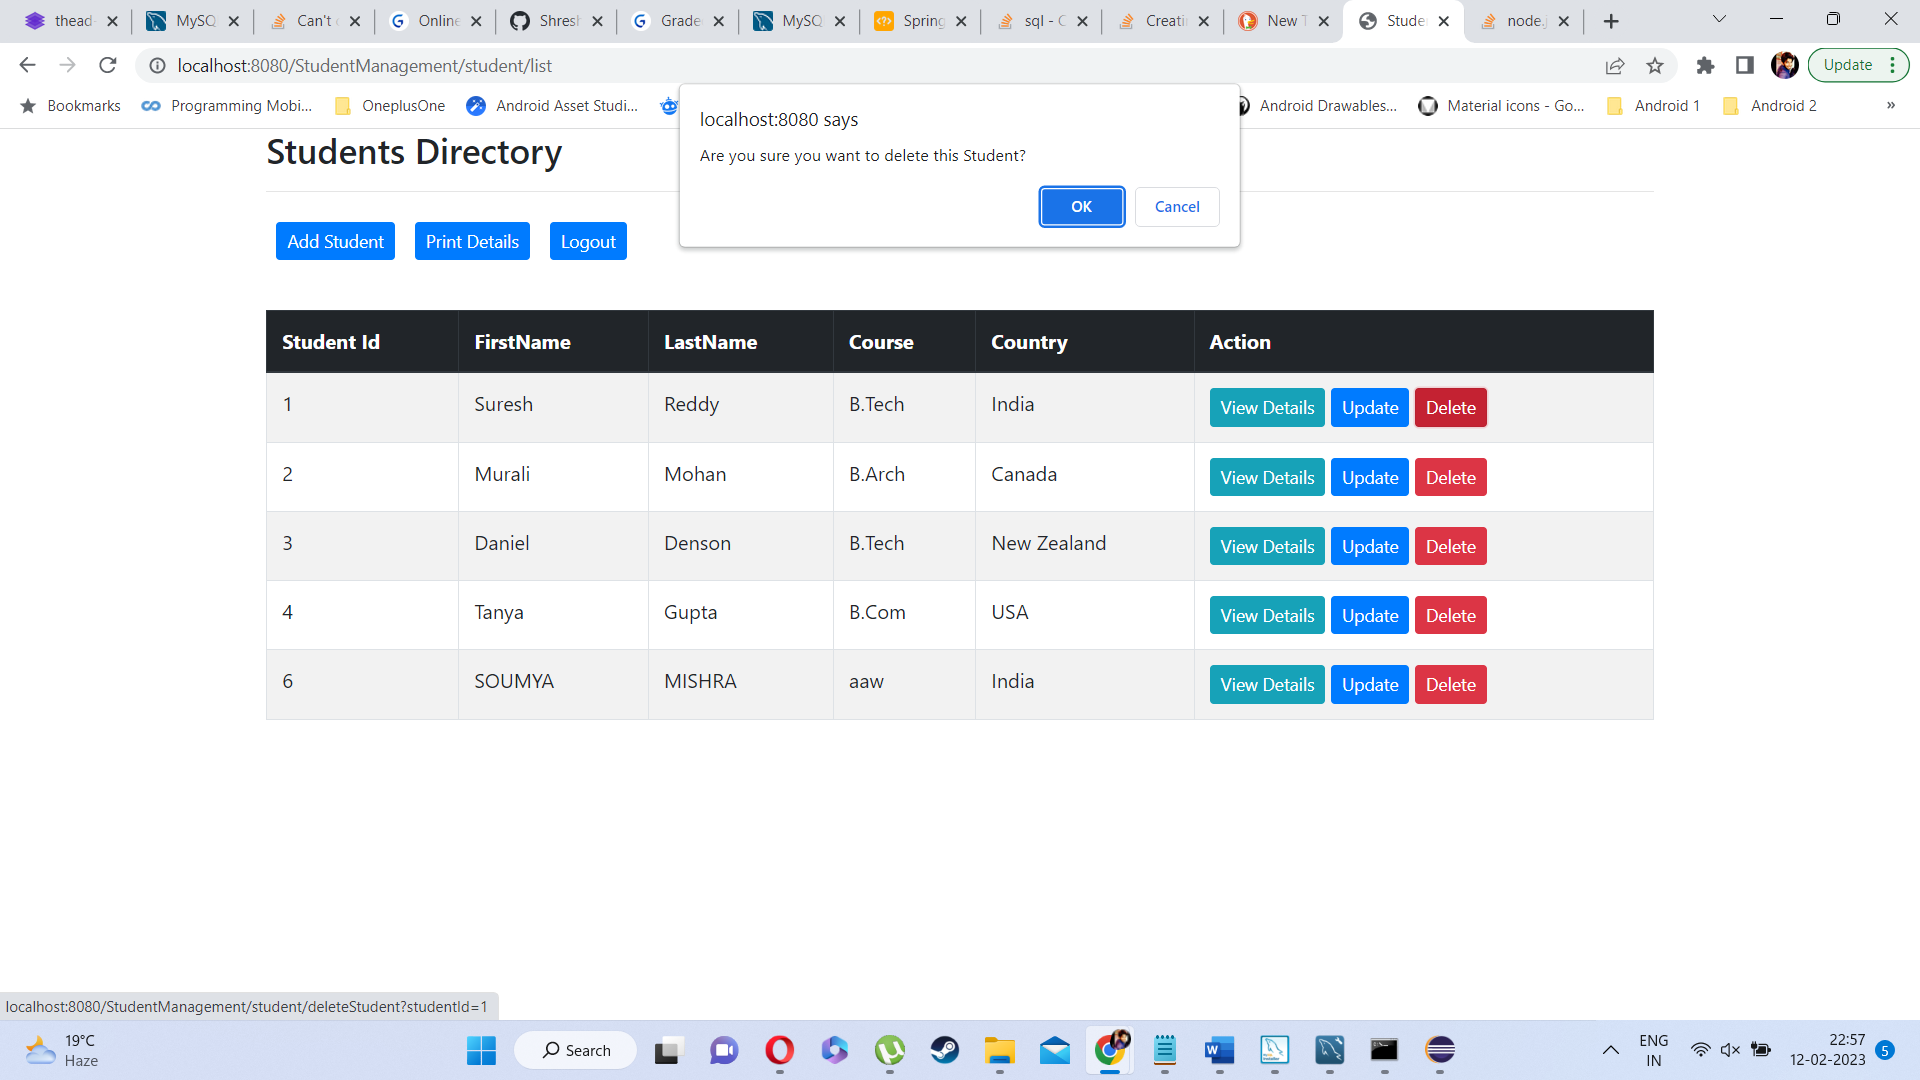 thead
MySQ
Can't
Online
Shresh
Grade
MySQ
Spring
sql - C
Creati
New T
Stude
node.j
localhost:8080/StudentManagement/student/list
Update
Bookmarks
Programming Mobi...
OneplusOne
Android Asset Studi...
Android Drawables...
Material icons - Go...
Android 1
Android 2
»
localhost:8080 says
Are you sure you want to delete this Student?
OK
Cancel
Students Directory
Add Student
Print Details
Logout
Student Id FirstName LastName Course Country Action
1 Suresh Reddy B.Tech India View Details Update Delete
2 Murali Mohan B.Arch Canada View Details Update Delete
3 Daniel Denson B.Tech New Zealand View Details Update Delete
4 Tanya Gupta B.Com USA View Details Update Delete
6 SOUMYA MISHRA aaw India View Details Update Delete
localhost:8080/StudentManagement/student/deleteStudent?studentId=1
19°C
Haze
Search
ENG
IN
22:57
12-02-2023
5